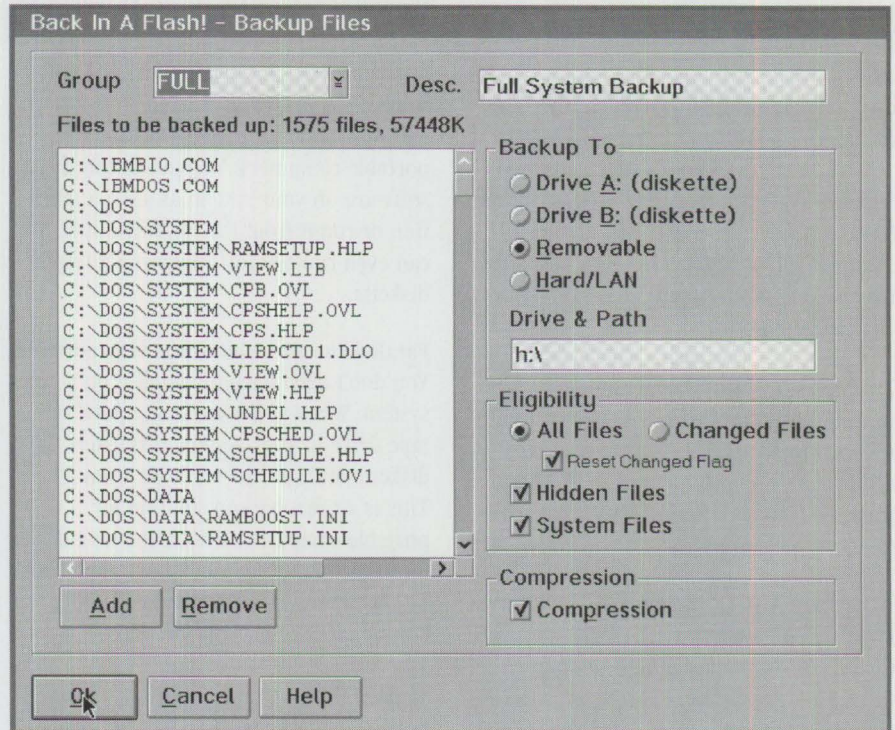 Back In A Flash! - Backup Files
Group FULL Desc. Full System Backup
Files to be backed up: 1575 files, 57448K
C:\IBMBIO.COM
C:\IBMDOS.COM
C:\DOS
C:\DOS\SYSTEM
C:\DOS\SYSTEM\RAMSETUP.HLP
C:\DOS\SYSTEM\VIEW.LIB
C:\DOS\SYSTEM\CPB.OVL
C:\DOS\SYSTEM\CPSHELP.OVL
C:\DOS\SYSTEM\CPS.HLP
C:\DOS\SYSTEM\LIBPCT01.DLO
C:\DOS\SYSTEM\VIEW.OVL
C:\DOS\SYSTEM\VIEW.HLP
C:\DOS\SYSTEM\UNDEL.HLP
C:\DOS\SYSTEM\CPSCHED.OVL
C:\DOS\SYSTEM\SCHEDULE.HLP
C:\DOS\SYSTEM\SCHEDULE.OV1
C:\DOS\DATA
C:\DOS\DATA\RAMBOOST.INI
C:\DOS\DATA\RAMSETUP.INI
Add Remove
Backup To
Drive A: (diskette)
Drive B: (diskette)
Removable
Hard/LAN
Drive & Path
h:\
Eligibility
All Files Changed Files
Reset Changed Flag
Hidden Files
System Files
Compression
Compression
Ok Cancel Help